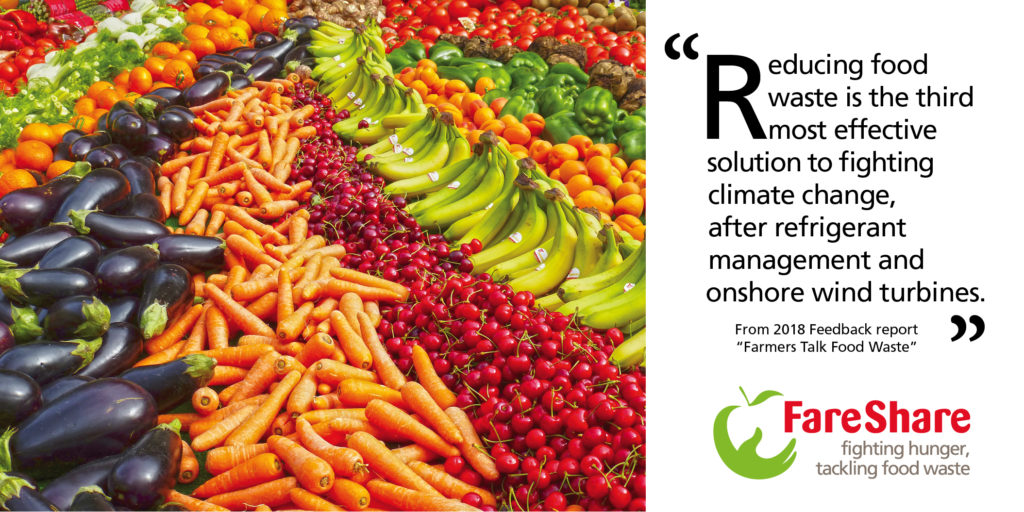 “Reducing food
waste is the third
most effective
solution to fighting
climate change,
after refrigerant
management and
onshore wind turbines.”
From 2018 Feedback report
“Farmers Talk Food Waste”
FareShare
fighting hunger,
tackling food waste